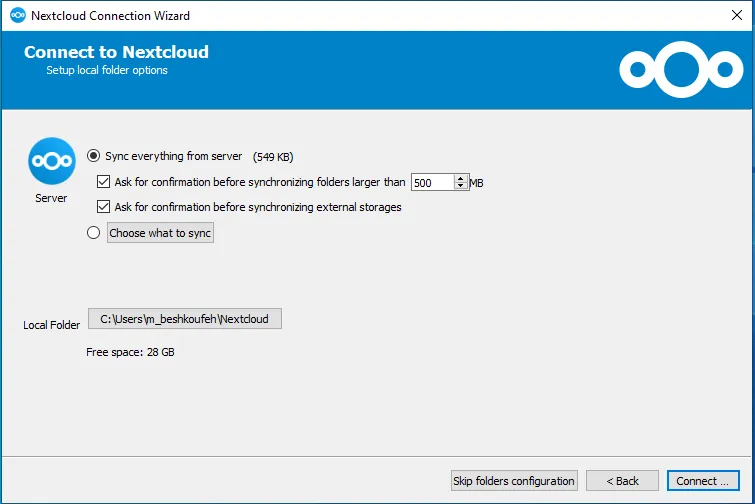 Nextcloud Connection Wizard
Connect to Nextcloud
Setup local folder options
Sync everything from server (549 KB)
Ask for confirmation before synchronizing folders larger than 500 MB
Server
Ask for confirmation before synchronizing external storages
Choose what to sync
Local Folder C:\Users\m_beshkoufeh\Nextcloud
Free space: 28 GB
Skip folders configuration < Back Connect ...